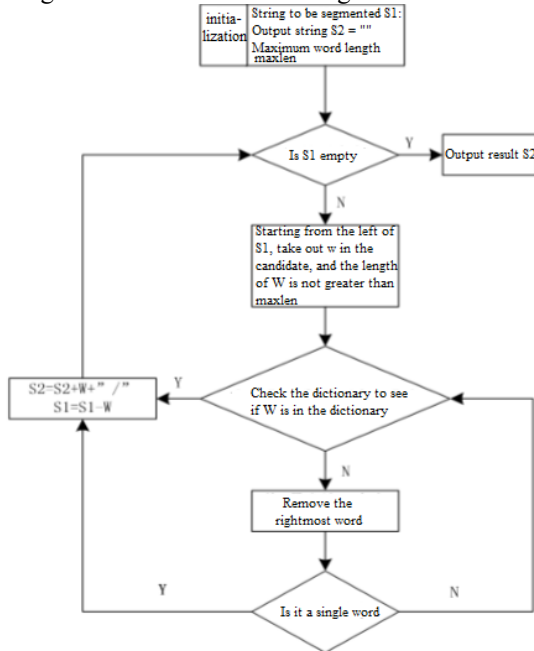 initia-
lization
String to be segmented S1:
Output string S2 = ""
Maximum word length
maxlen
Is S1 empty
Y
Output result S2
N
Starting from the left of
S1, take out w in the
candidate, and the length
of W is not greater than
maxlen
S2=S2+W+" /"
S1=S1-W
Y
Check the dictionary to see
if W is in the dictionary
N
Remove the
rightmost word
Y
Is it a single word
N